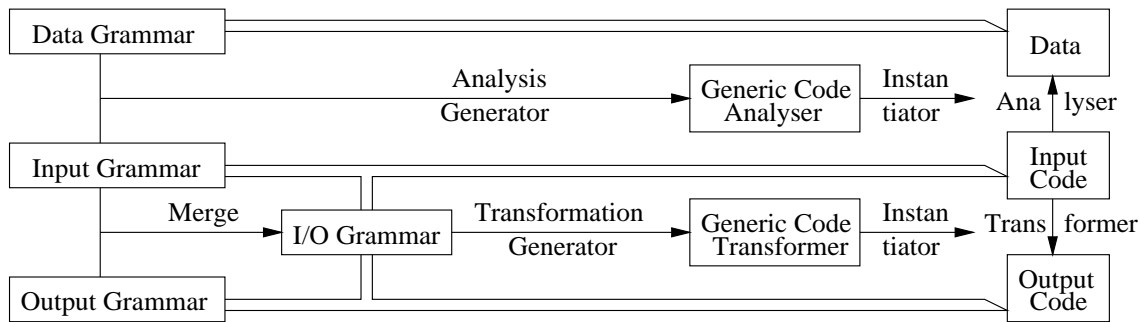 Data Grammar
Data
Analysis
Generator
Generic Code
Analyser
Instan
tiator
Ana lyser
Input Grammar
Input
Code
Merge
I/O Grammar
Transformation
Generator
Generic Code
Transformer
Instan
tiator
Trans former
Output Grammar
Output
Code